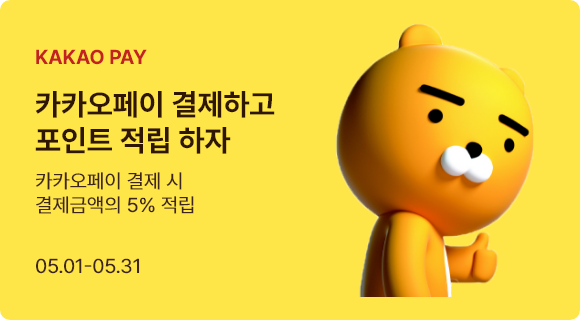 KAKAO PAY
카카오페이 결제하고
포인트 적립 하자
카카오페이 결제 시
결제금액의 5% 적립
05.01-05.31